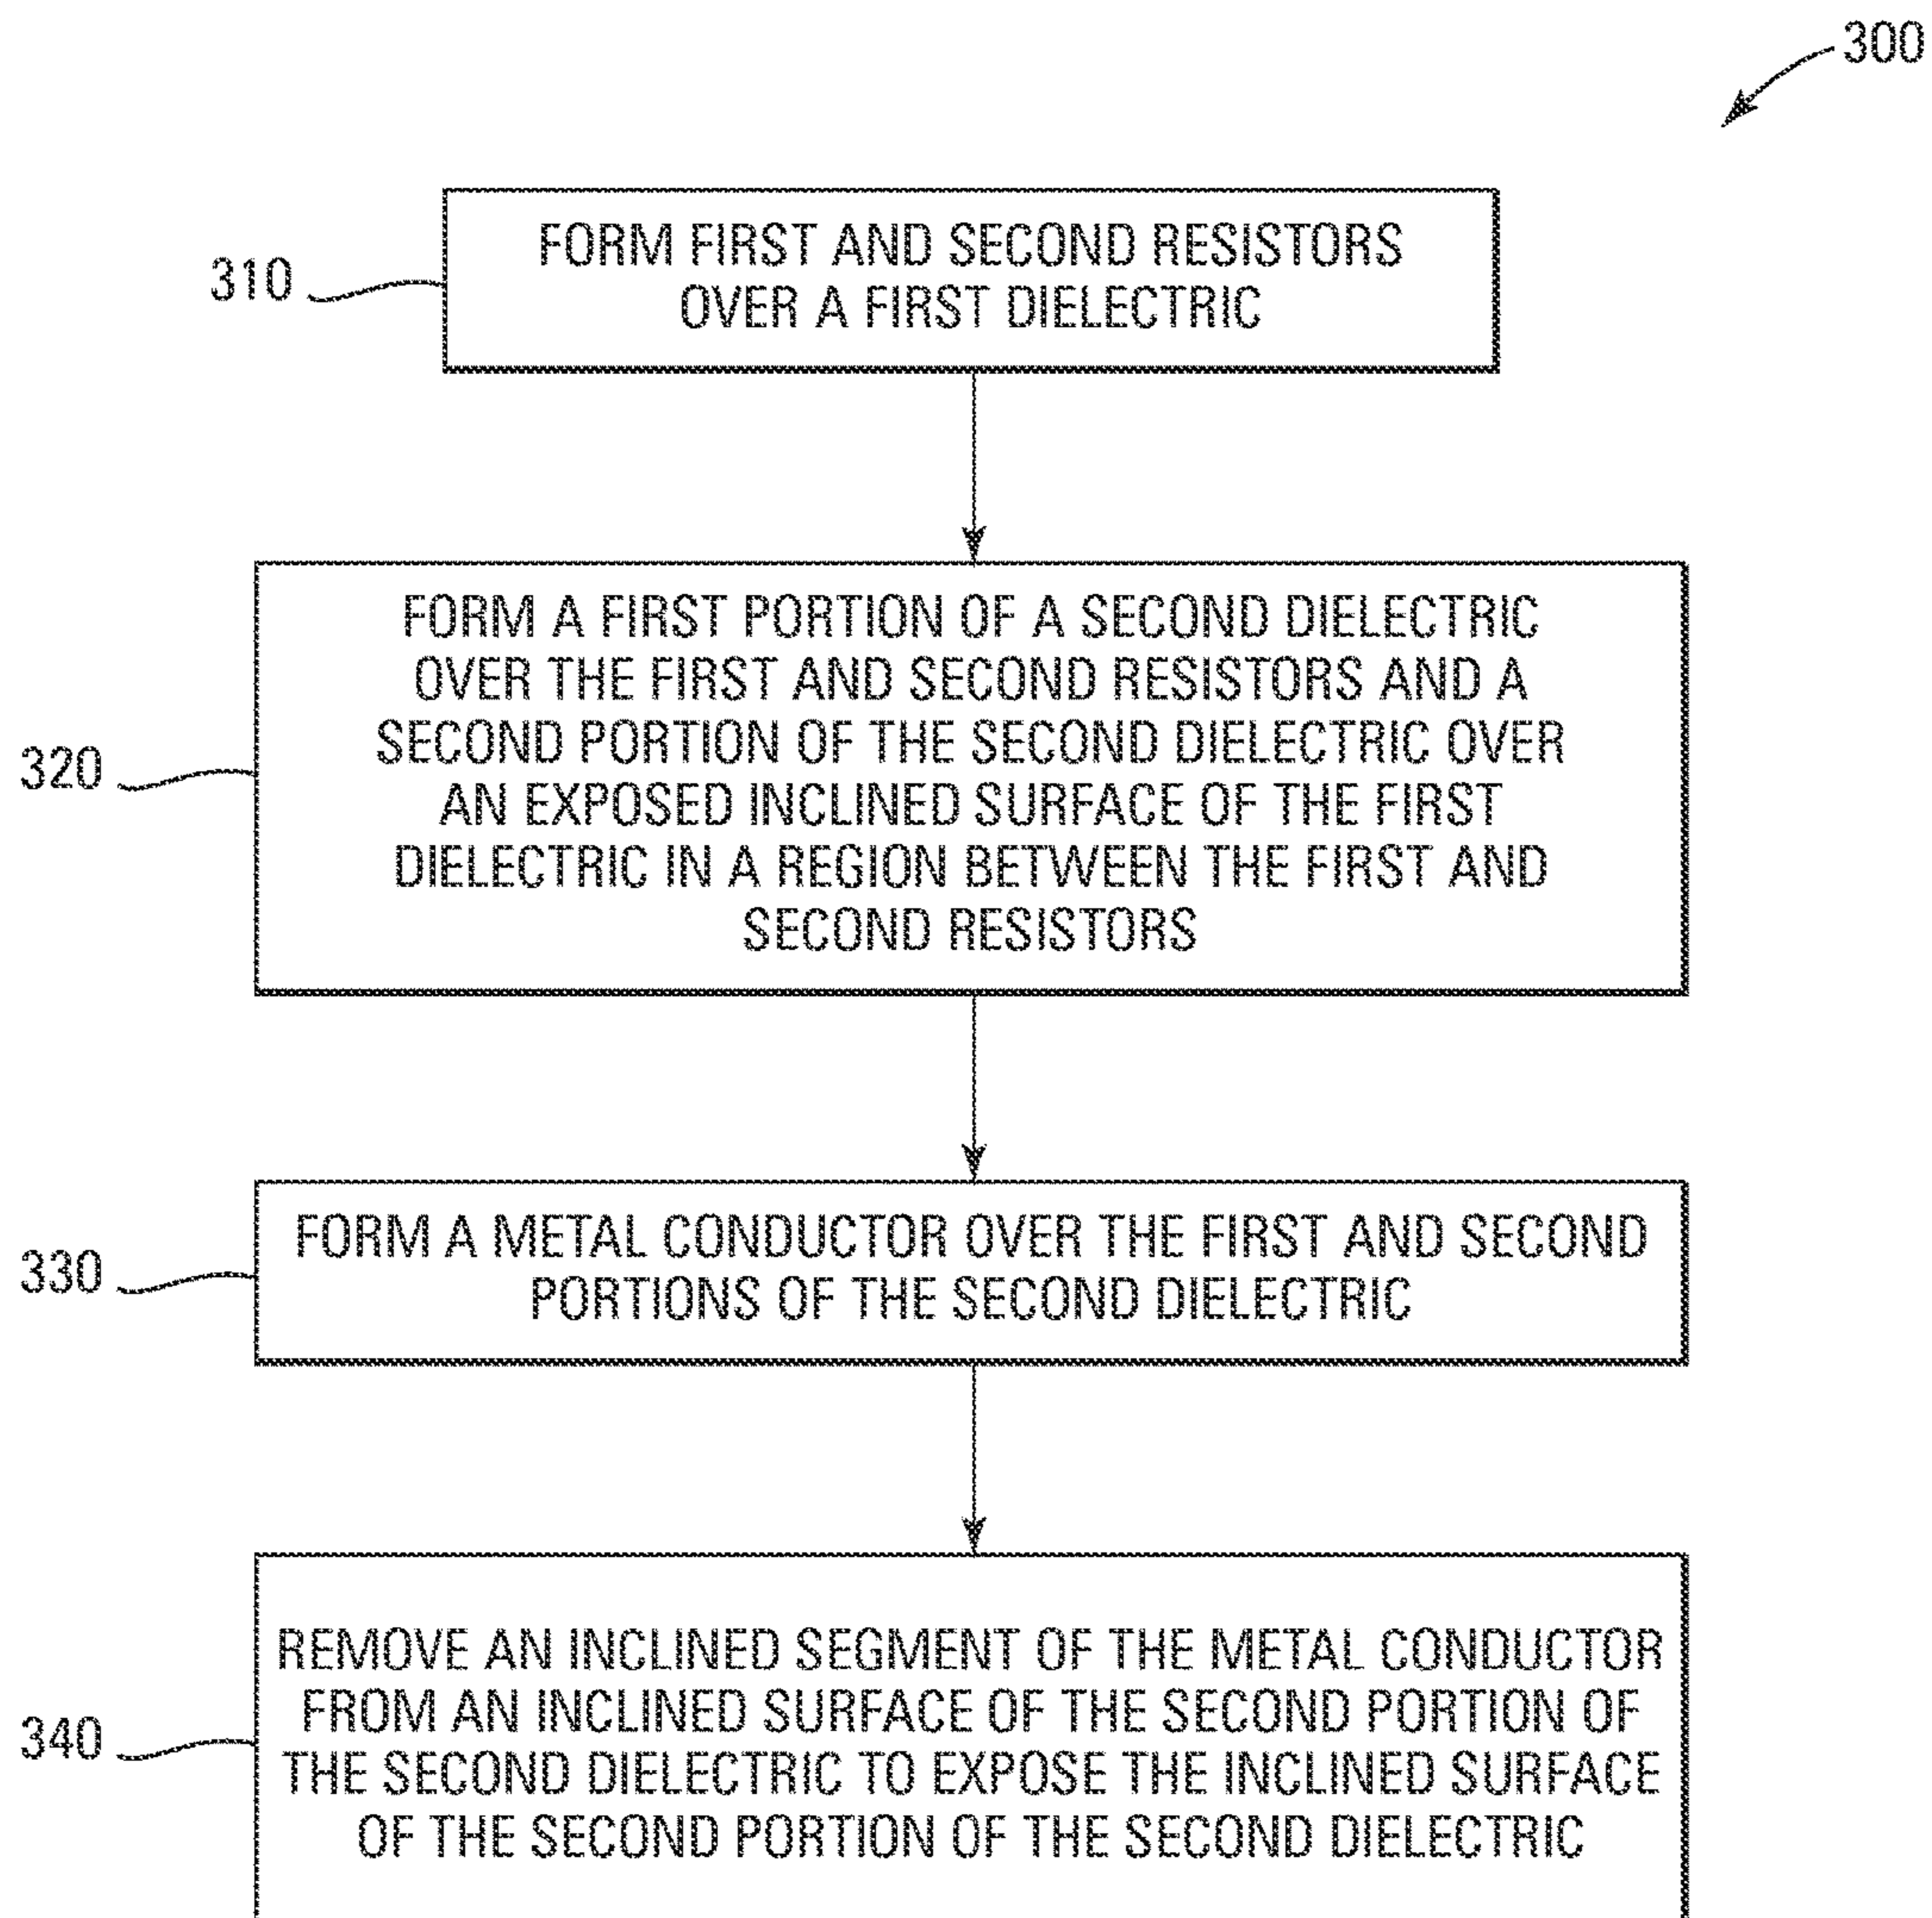 300
310
FORM FIRST AND SECOND RESISTORS
OVER A FIRST DIELECTRIC
320
FORM A FIRST PORTION OF A SECOND DIELECTRIC
OVER THE FIRST AND SECOND RESISTORS AND A
SECOND PORTION OF THE SECOND DIELECTRIC OVER
AN EXPOSED INCLINED SURFACE OF THE FIRST
DIELECTRIC IN A REGION BETWEEN THE FIRST AND
SECOND RESISTORS
330
FORM A METAL CONDUCTOR OVER THE FIRST AND SECOND
PORTIONS OF THE SECOND DIELECTRIC
340
REMOVE AN INCLINED SEGMENT OF THE METAL CONDUCTOR
FROM AN INCLINED SURFACE OF THE SECOND PORTION OF
THE SECOND DIELECTRIC TO EXPOSE THE INCLINED SURFACE
OF THE SECOND PORTION OF THE SECOND DIELECTRIC